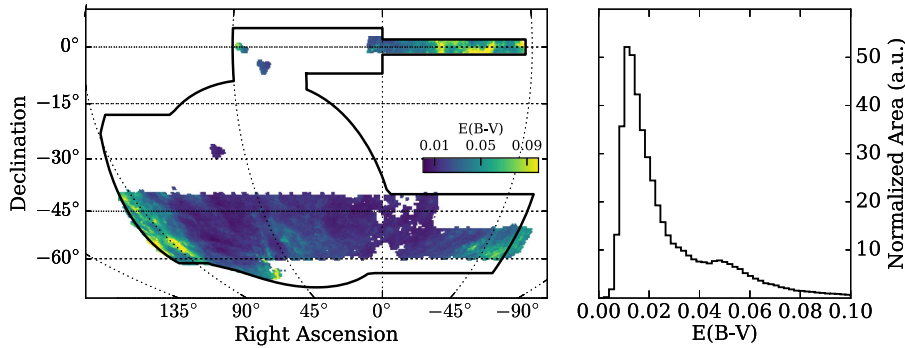 0°
−15°
−30°
−45°
−60°
Declination
E(B-V)
0.01 0.05 0.09
135° 90° 45° 0° −45° −90°
Right Ascension
50
40
30
20
10
Normalized Area (a.u.)
0.00 0.02 0.04 0.06 0.08 0.10
E(B-V)